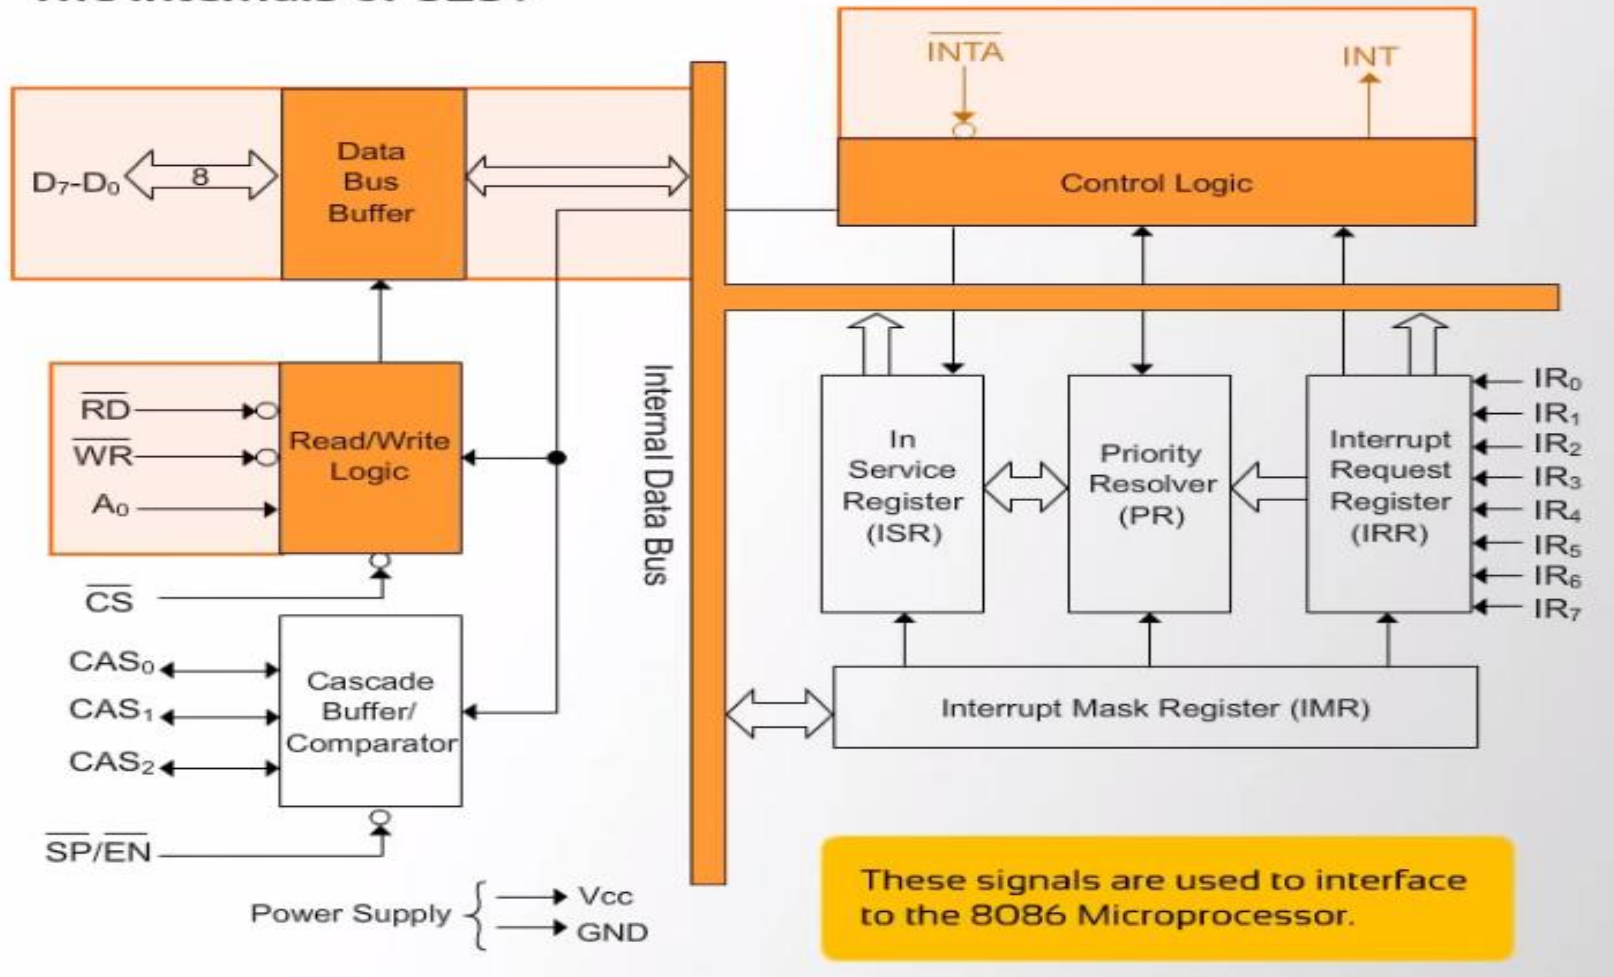 INTA
INT
Data
Bus
Buffer
D7-D0
8
Control Logic
RD
WR
A0
Read/Write
Logic
CS
Internal Data Bus
In
Service
Register
(ISR)
Priority
Resolver
(PR)
Interrupt
Request
Register
(IRR)
IR0
IR1
IR2
IR3
IR4
IR5
IR6
IR7
CAS0
CAS1
CAS2
Cascade
Buffer/
Comparator
Interrupt Mask Register (IMR)
SP/EN
Power Supply
Vcc
GND
These signals are used to interface
to the 8086 Microprocessor.